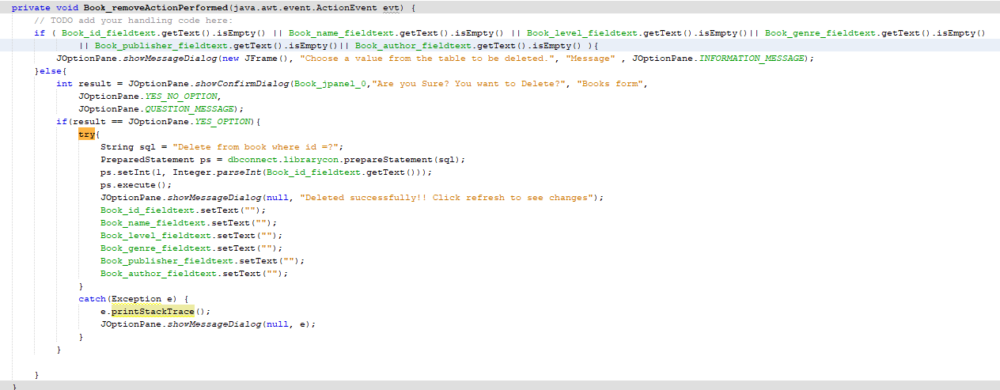 private void Book_removeActionPerformed(java.awt.event.ActionEvent evt) {
// TODO add your handling code here:
if ( Book_id_fieldtext.getText().isEmpty() || Book_name_fieldtext.getText().isEmpty() || Book_level_fieldtext.getText().isEmpty()|| Book_genre_fieldtext.getText().isEmpty()
|| Book_publisher_fieldtext.getText().isEmpty()|| Book_author_fieldtext.getText().isEmpty() ){
JOptionPane.showMessageDialog(new JFrame(), "Choose a value from the table to be deleted.", "Message" , JOptionPane.INFORMATION_MESSAGE);
}else{
int result = JOptionPane.showConfirmDialog(Book_jpanel_0,"Are you Sure? You want to Delete?", "Books form",
JOptionPane.YES_NO_OPTION,
JOptionPane.QUESTION_MESSAGE);
if(result == JOptionPane.YES_OPTION){
try{
String sql = "Delete from book where id =?";
PreparedStatement ps = dbconnect.librarycon.prepareStatement(sql);
ps.setInt(1, Integer.parseInt(Book_id_fieldtext.getText()));
ps.execute();
JOptionPane.showMessageDialog(null, "Deleted successfully!! Click refresh to see changes");
Book_id_fieldtext.setText("");
Book_name_fieldtext.setText("");
Book_level_fieldtext.setText("");
Book_genre_fieldtext.setText("");
Book_publisher_fieldtext.setText("");
Book_author_fieldtext.setText("");
}
catch(Exception e) {
e.printStackTrace();
JOptionPane.showMessageDialog(null, e);
}
}
}
}